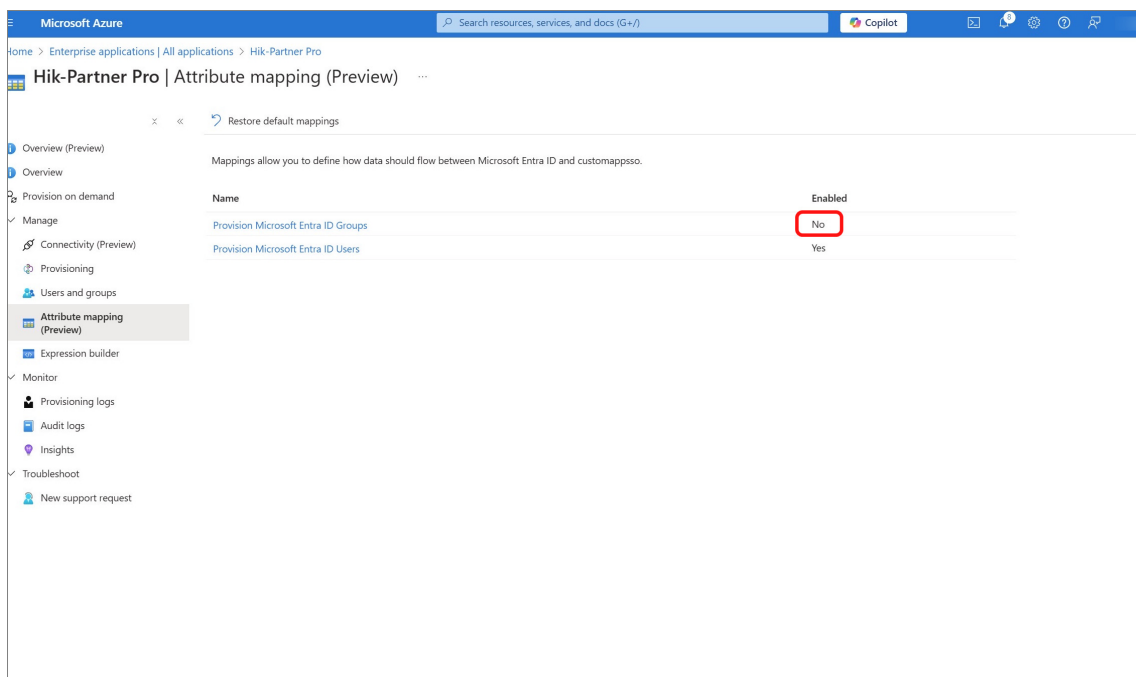 Microsoft Azure
Search resources, services, and docs (G+/)
Copilot
8
Home > Enterprise applications | All applications > Hik-Partner Pro
Hik-Partner Pro | Attribute mapping (Preview) ...
Restore default mappings
Overview (Preview)
Overview
Provision on demand
Manage
Connectivity (Preview)
Provisioning
Users and groups
Attribute mapping
(Preview)
Expression builder
Monitor
Provisioning logs
Audit logs
Insights
Troubleshoot
New support request
Mappings allow you to define how data should flow between Microsoft Entra ID and customappsso.
Name Enabled
Provision Microsoft Entra ID Groups No
Provision Microsoft Entra ID Users Yes